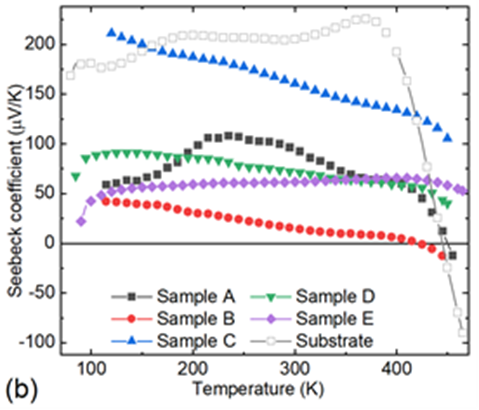 200
150
100
50
0
-50
-100
Seebeck coefficient (μV/K)
Sample A
Sample D
Sample B
Sample E
Sample C
Substrate
100
200
300
400
Temperature (K)
(b)